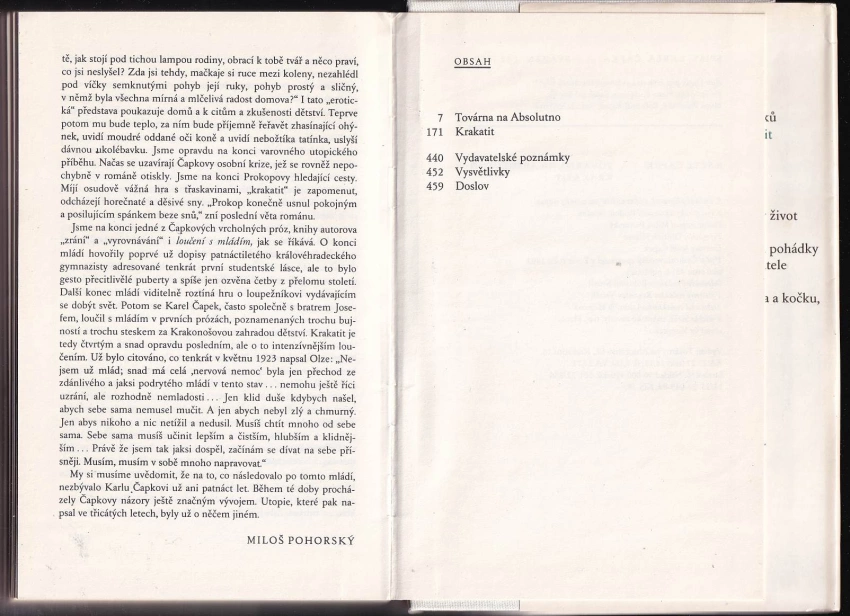 tě, jak stojí pod tichou lampou rodiny, obrací k tobě tvář a něco praví,
co jsi neslyšel? Zda jsi tehdy, mačkaje si ruce mezi koleny, nezahlédl
pod víčky semknutými pohyb její ruky, pohyb prostý a sličný,
v němž byla všechna mírná a mlčelivá radost domova?“ I tato „erotic-
ká“ představa poukazuje domů a k citům a zkušenosti dětství. Teprve
potom mu bude teplo, za ním bude příjemně řeřavět zhasínající ohý-
nek, uvidí moudré oddané oči koně a uvidí nebožtíka tatínka, uslyší
dávnou ukolébavku. Jsme opravdu na konci varovného utopického
příběhu. Načas se uzavírají Čapkovy osobní krize, jež se rovněž nepo-
chybně v románě otiskly. Jsme na konci Prokopovy hledající cesty.
Míjí osudově vážná hra s třaskavinami, „krakatit“ je zapomenut,
odcházejí horečnaté a děsivé sny. „Prokop konečně usnul pokojným
a posilujícím spánkem beze snů,“ zní poslední věta románu.
Jsme na konci jedné z Čapkových vrcholných próz, knihy autorova
„zrání“ a „vyrovnávání“ i loučení s mládím, jak se říkává. O konci
mládí hovořily poprvé už dopisy patnáctiletého královéhradeckého
gymnazisty adresované tenkrát první studentské lásce, ale to bylo
gesto přecitlivělé puberty a spíše jen ozvěna četby z přelomu století.
Další konec mládí viditelně roztíná hru o loupežníkovi vydávajícím
se dobýt svět. Potom se Karel Čapek, často společně s bratrem Jose-
fem, loučil s mládím v prvních prózách, poznamenaných trochu buj-
ností a trochu steskem za Krakonošovou zahradou dětství. Krakatit je
tedy čtvrtým a snad opravdu posledním, ale o to intenzívnějším lou-
čením. Už bylo citováno, co tenkrát v květnu 1923 napsal Olze: „Ne-
jsem už mlád; snad má celá ‚nervová nemoc‘ byla jen přechod ze
zdánlivého a jaksi podrytého mládí v tento stav... nemohu ještě říci
uzrání, ale rozhodně nemladosti... Jen klid duše kdybych našel,
abych sebe sama nemusel mučit. A jen abych nebyl zlý a chmurný.
Jen abys nikoho a nic netížil a nedusil. Musíš chtít mnoho od sebe
sama. Sebe sama musíš učinit lepším a čistším, hlubším a klidněj-
ším... Právě že jsem tak jaksi dospěl, začínám se dívat na sebe pří-
sněji. Musím, musím v sobě mnoho napravovat.“
My si musíme uvědomit, že na to, co následovalo po tomto mládí,
nezbývalo Karlu Čapkovi už ani patnáct let. Během té doby prochá-
zely Čapkovy názory ještě značným vývojem. Utopie, které pak na-
psal ve třicátých letech, byly už o něčem jiném.
MILOŠ POHORSKÝ
OBSAH
7 Továrna na Absolutno
171 Krakatit
440 Vydavatelské poznámky
452 Vysvětlivky
459 Doslov
ků
it
život
pohádky
tele
a a kočku,